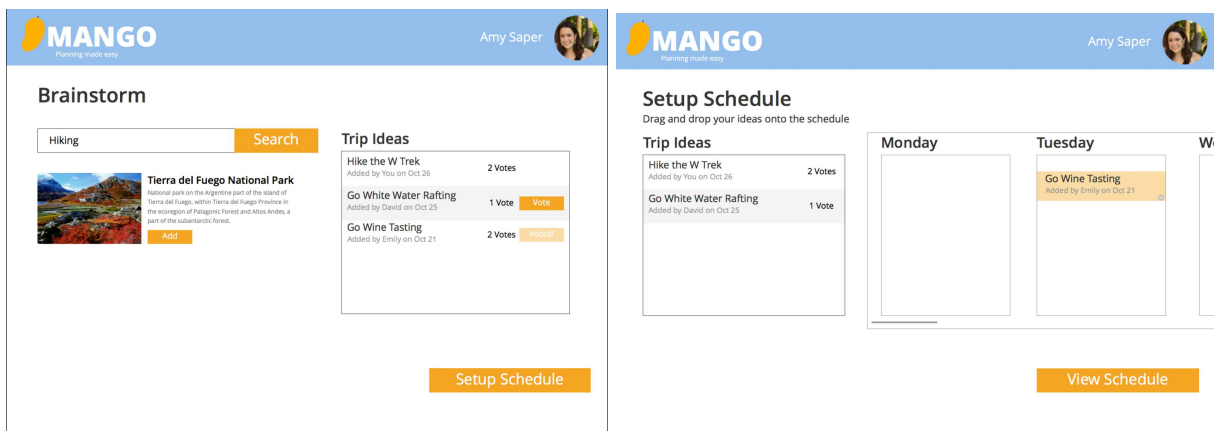 MANGO
Planning made easy
Amy Saper
Brainstorm
Hiking
Search
Tierra del Fuego National Park
National park on the Argentine part of the island of
Tierra del Fuego, within Tierra del Fuego Province in
the ecoregion of Patagonic Forest and Altos Andes, a
part of the subantarctic forest.
Add
Trip Ideas
Hike the W Trek
Added by You on Oct 26
2 Votes
Go White Water Rafting
Added by David on Oct 25
1 Vote
Vote
Go Wine Tasting
Added by Emily on Oct 21
2 Votes
Voted!
Setup Schedule
MANGO
Planning made easy
Amy Saper
Setup Schedule
Drag and drop your ideas onto the schedule
Trip Ideas
Hike the W Trek
Added by You on Oct 26
2 Votes
Go White Water Rafting
Added by David on Oct 25
1 Vote
Monday
Tuesday
Go Wine Tasting
Added by Emily on Oct 21
We
View Schedule